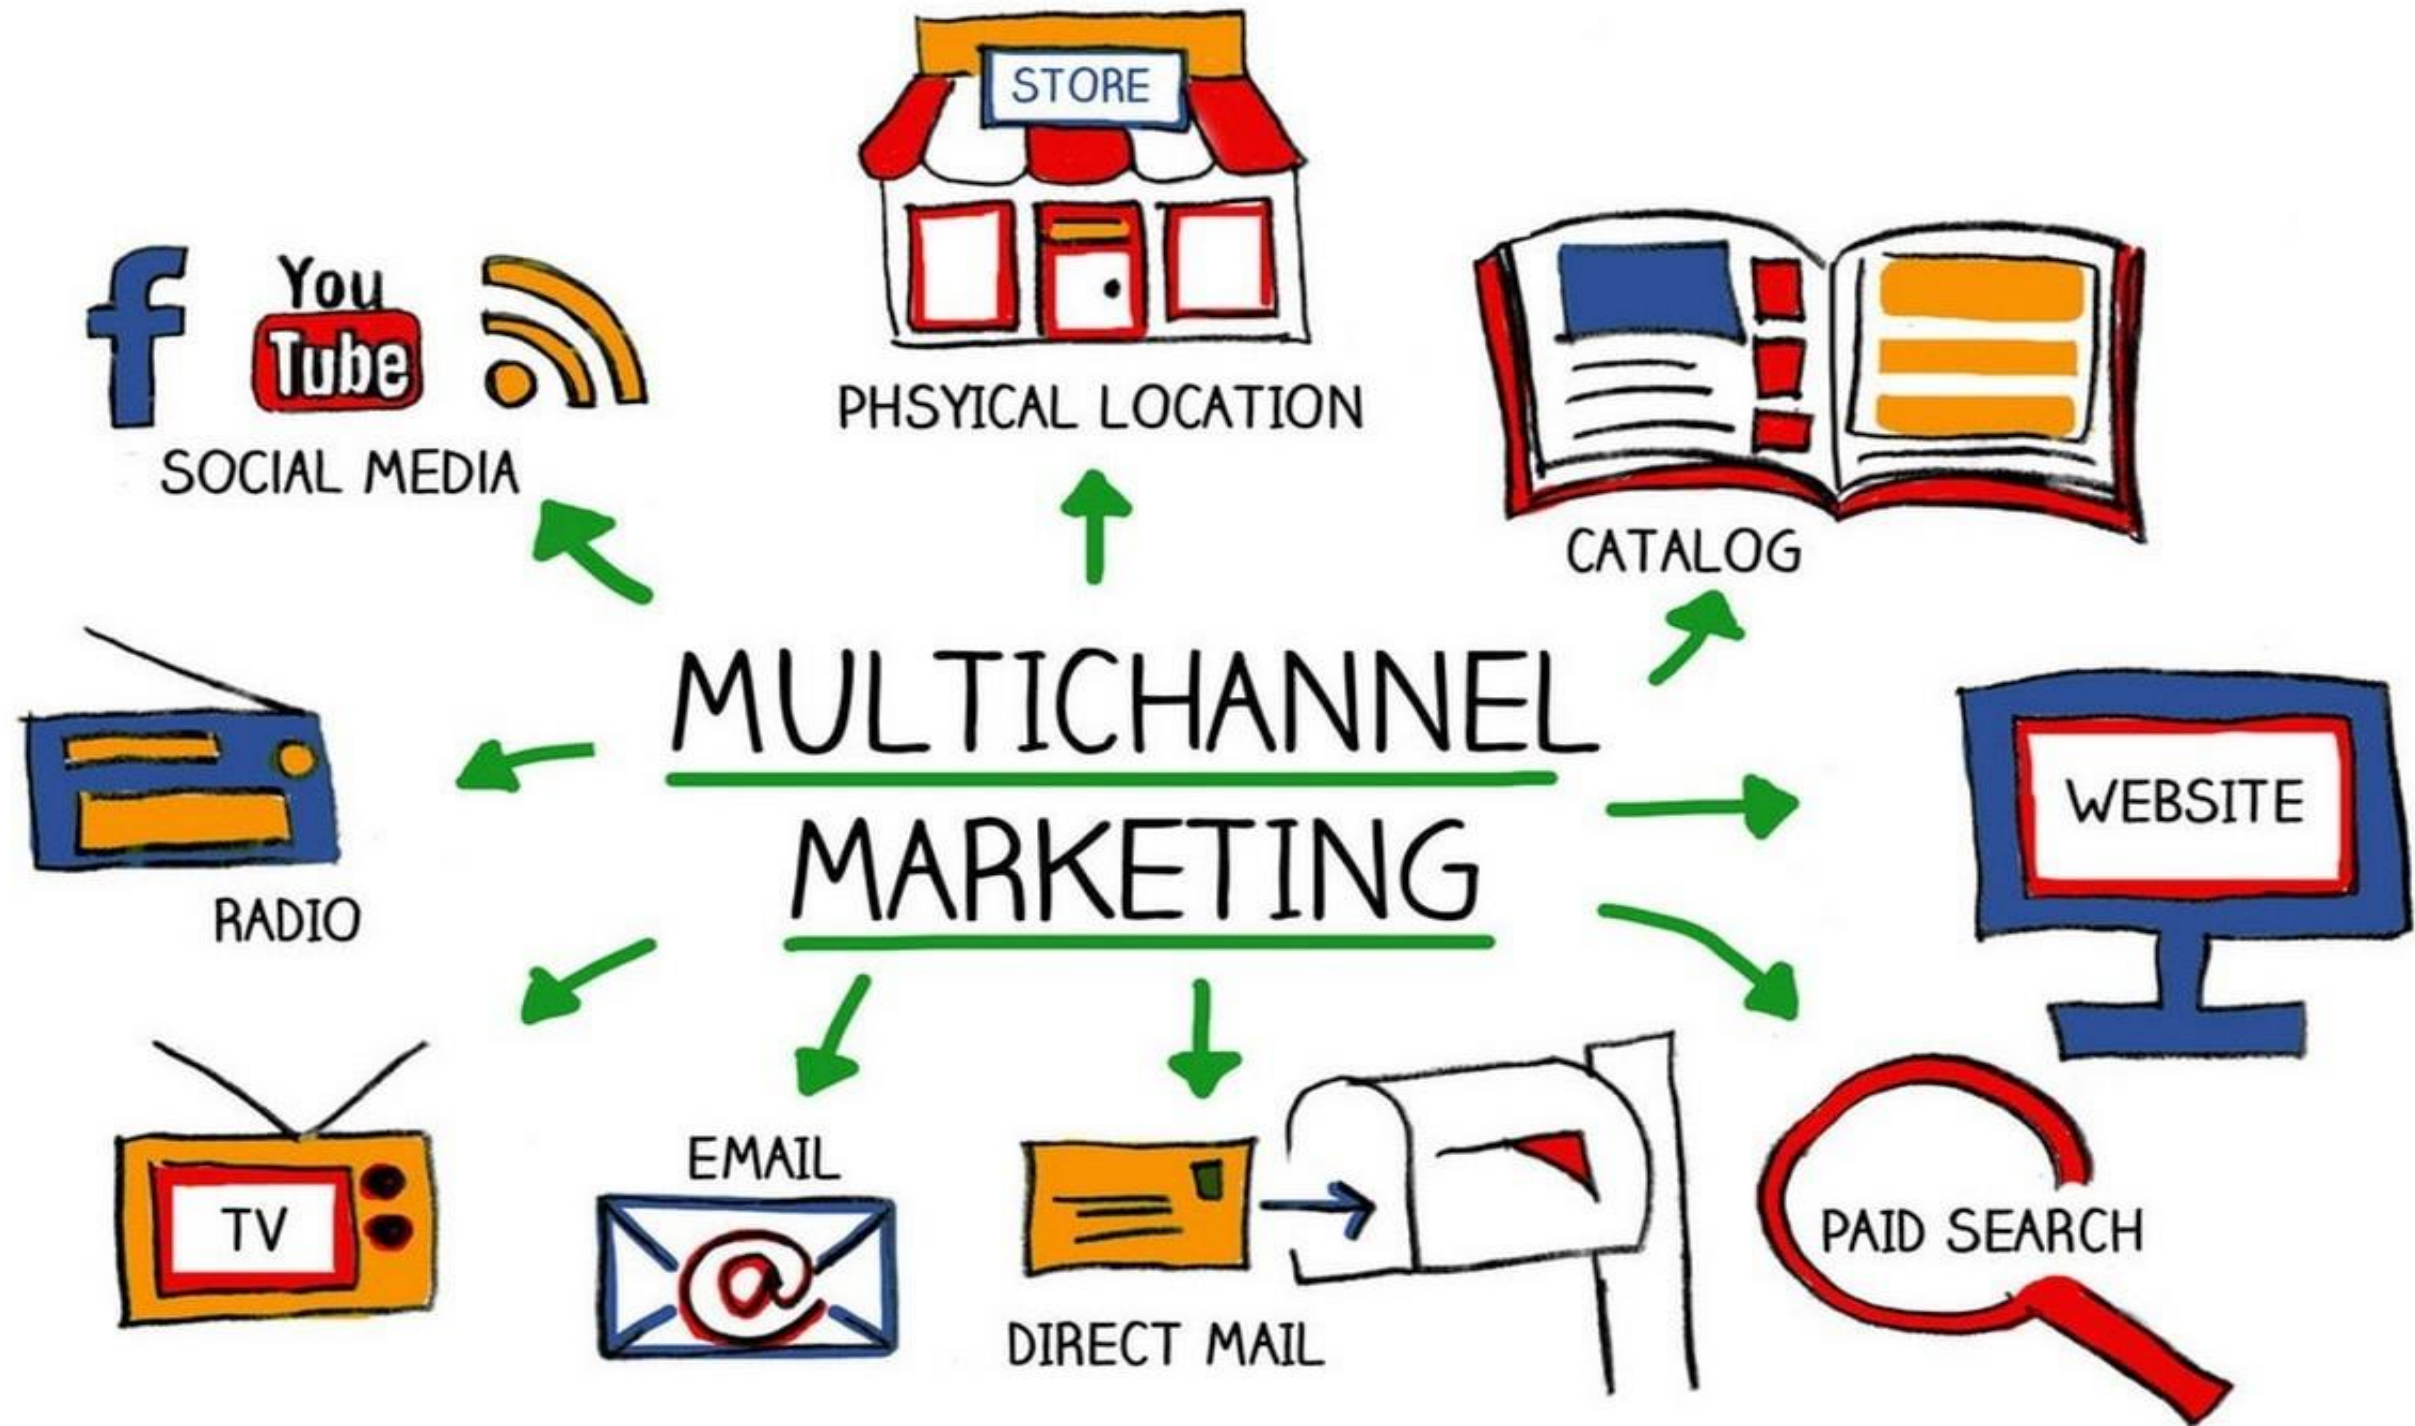 STORE
PHSYICAL LOCATION
f
You
Tube
SOCIAL MEDIA
CATALOG
MULTICHANNEL
MARKETING
WEBSITE
RADIO
TV
EMAIL
@
DIRECT MAIL
PAID SEARCH